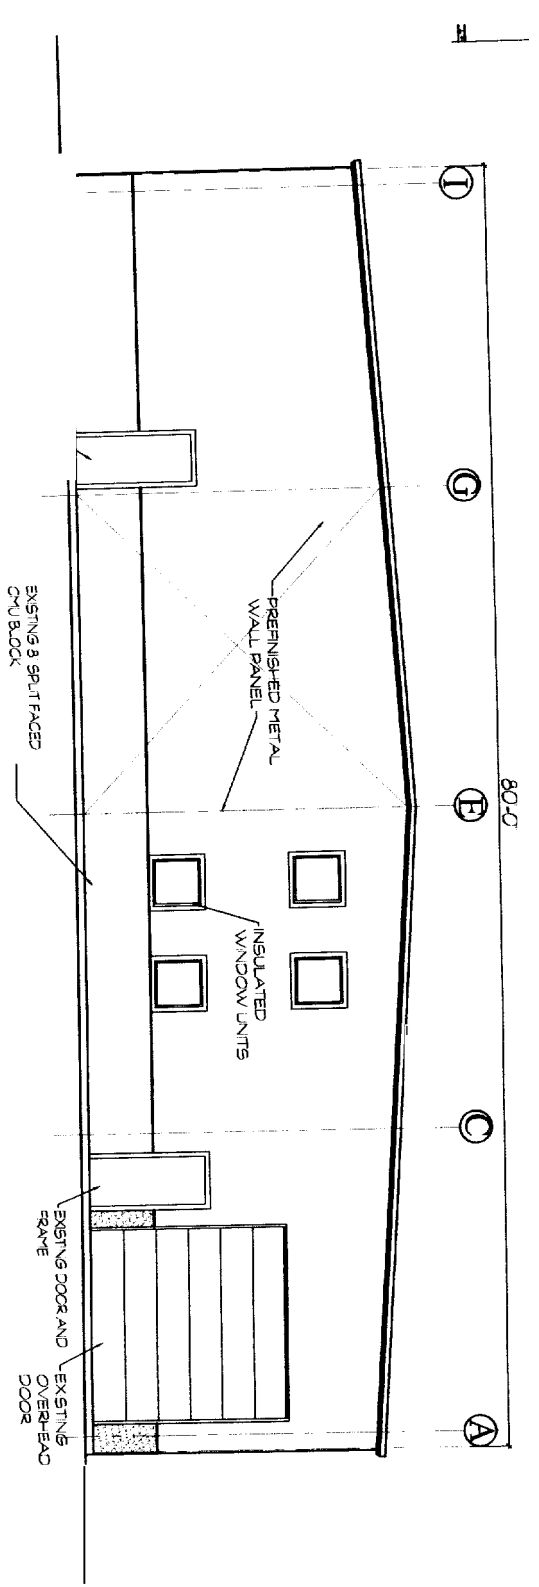 I
G
E
C
A
80-0
PREFINISHED METAL
WALL PANEL
EXISTING 8 SPLIT FACED
CMU BLOCK
INSULATED
WINDOW UNITS
EXISTING DOOR AND
FRAME
EXISTING
OVERHEAD
DOOR